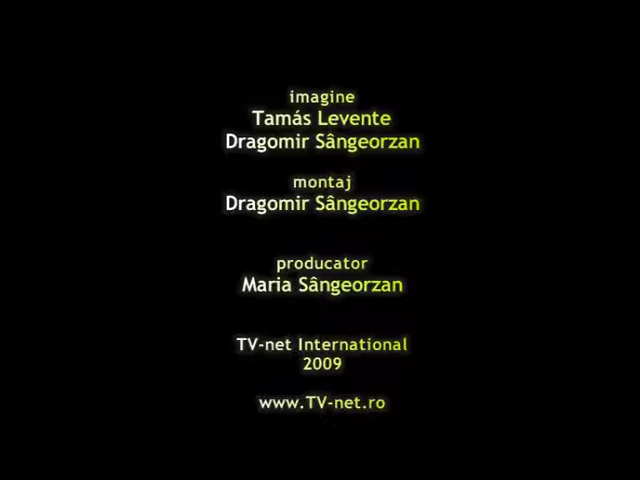 imagine
Tamás Levente
Dragomir Sângeorzan
montaj
Dragomir Sângeorzan
producator
Maria Sângeorzan
TV-net International
2009
www.TV-net.ro